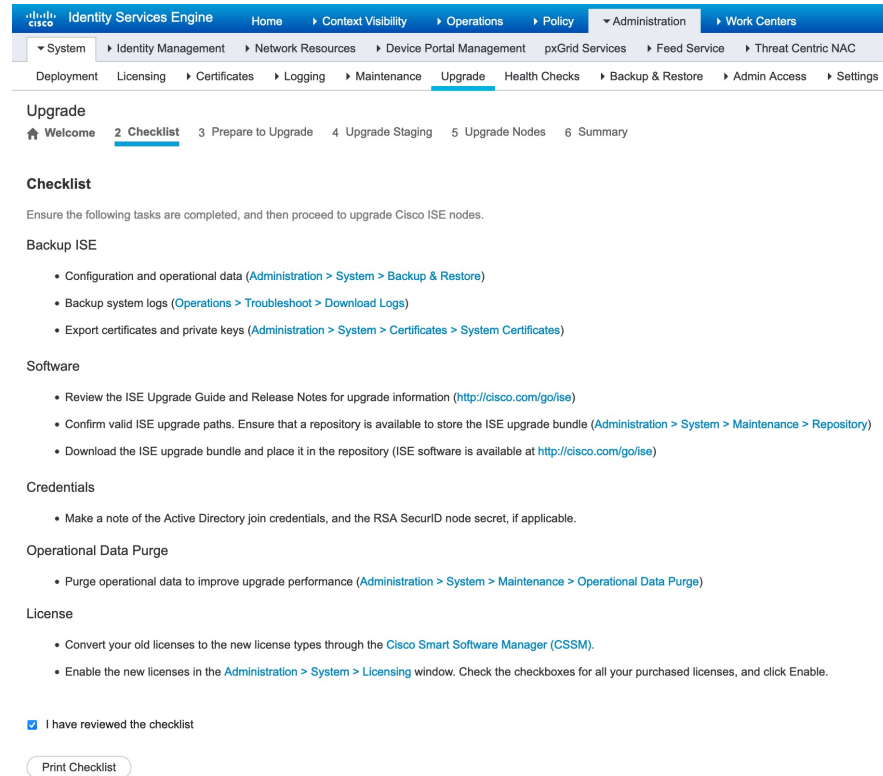 cisco Identity Services Engine Home Context Visibility Operations Policy Administration Work Centers
System Identity Management Network Resources Device Portal Management pxGrid Services Feed Service Threat Centric NAC
Deployment Licensing Certificates Logging Maintenance Upgrade Health Checks Backup & Restore Admin Access Settings
Upgrade
Welcome 2 Checklist 3 Prepare to Upgrade 4 Upgrade Staging 5 Upgrade Nodes 6 Summary
Checklist
Ensure the following tasks are completed, and then proceed to upgrade Cisco ISE nodes.
Backup ISE
• Configuration and operational data (Administration > System > Backup & Restore)
• Backup system logs (Operations > Troubleshoot > Download Logs)
• Export certificates and private keys (Administration > System > Certificates > System Certificates)
Software
• Review the ISE Upgrade Guide and Release Notes for upgrade information (http://cisco.com/go/ise)
• Confirm valid ISE upgrade paths. Ensure that a repository is available to store the ISE upgrade bundle (Administration > System > Maintenance > Repository)
• Download the ISE upgrade bundle and place it in the repository (ISE software is available at http://cisco.com/go/ise)
Credentials
• Make a note of the Active Directory join credentials, and the RSA SecurID node secret, if applicable.
Operational Data Purge
• Purge operational data to improve upgrade performance (Administration > System > Maintenance > Operational Data Purge)
License
• Convert your old licenses to the new license types through the Cisco Smart Software Manager (CSSM).
• Enable the new licenses in the Administration > System > Licensing window. Check the checkboxes for all your purchased licenses, and click Enable.
I have reviewed the checklist
Print Checklist